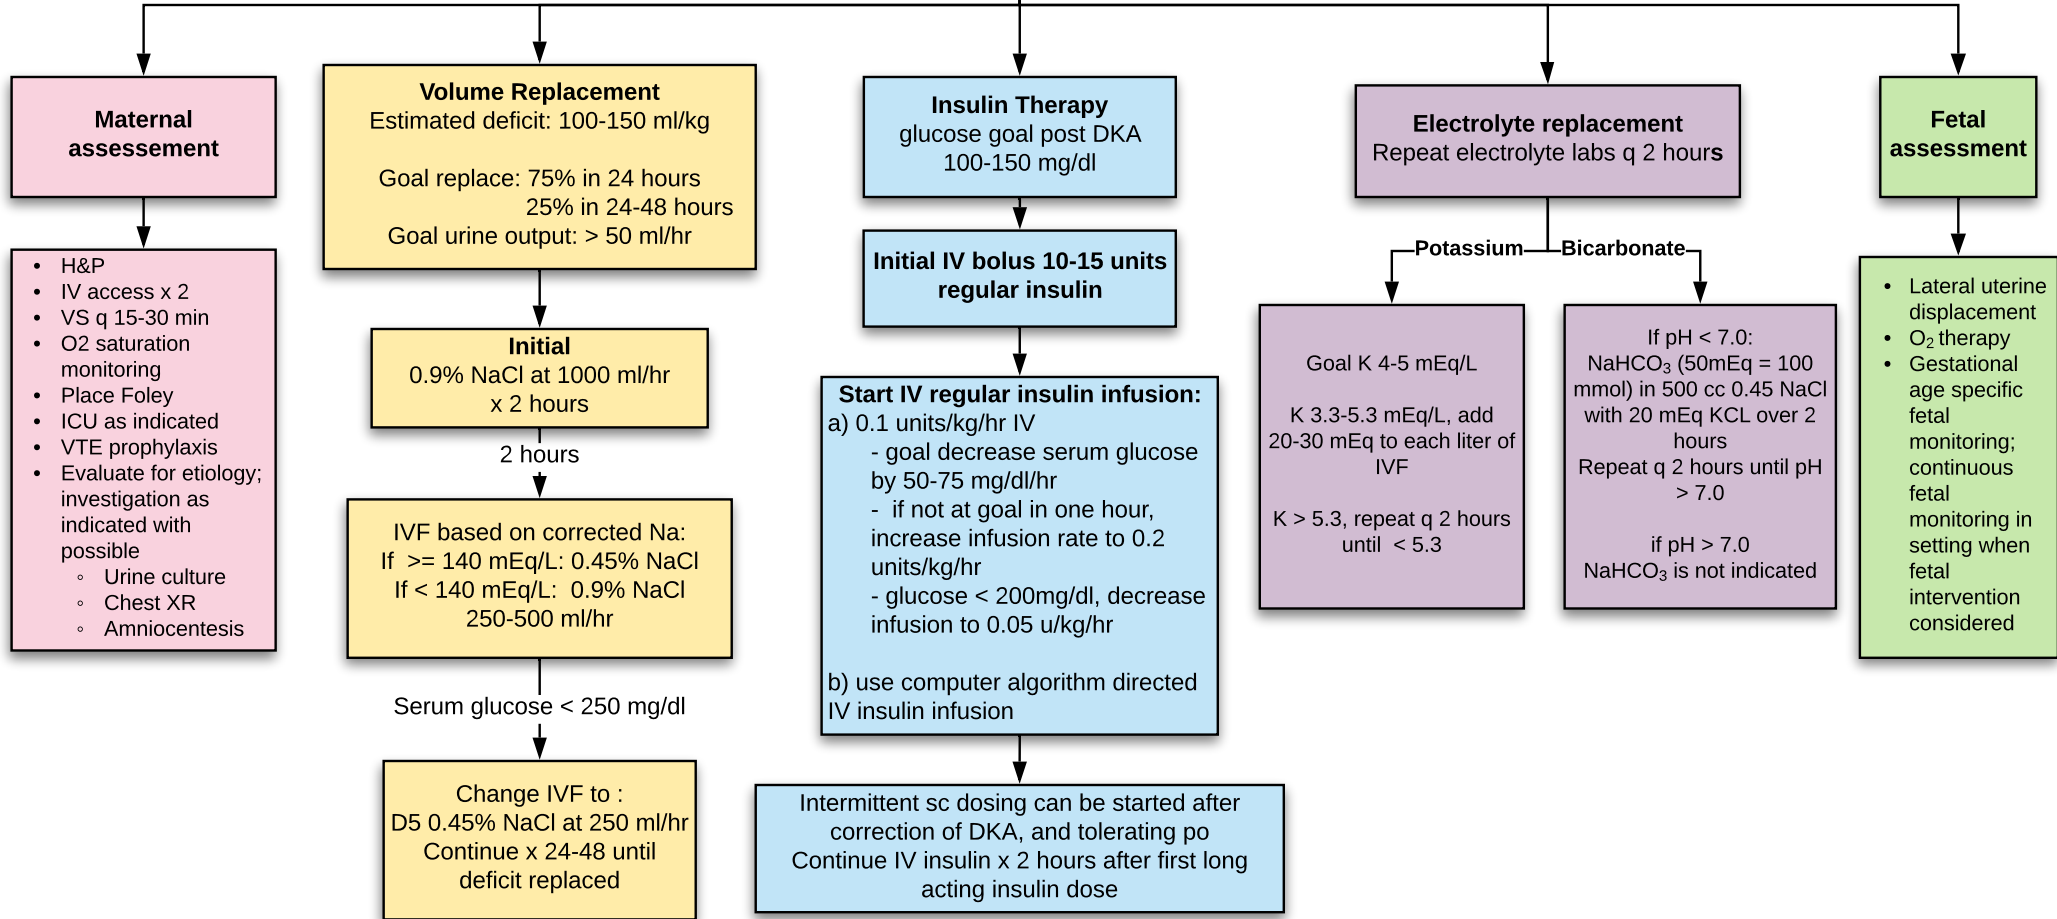 Maternal
assessement
• H&P
• IV access x 2
• VS q 15-30 min
• O2 saturation
monitoring
• Place Foley
• ICU as indicated
• VTE prophylaxis
• Evaluate for etiology;
investigation as
indicated with
possible
◦ Urine culture
◦ Chest XR
◦ Amniocentesis
Volume Replacement
Estimated deficit: 100-150 ml/kg
Goal replace: 75% in 24 hours
25% in 24-48 hours
Goal urine output: > 50 ml/hr
Initial
0.9% NaCl at 1000 ml/hr
x 2 hours
2 hours
IVF based on corrected Na:
If >= 140 mEq/L: 0.45% NaCl
If < 140 mEq/L: 0.9% NaCl
250-500 ml/hr
Serum glucose < 250 mg/dl
Change IVF to :
D5 0.45% NaCl at 250 ml/hr
Continue x 24-48 until
deficit replaced
Insulin Therapy
glucose goal post DKA
100-150 mg/dl
Initial IV bolus 10-15 units
regular insulin
Start IV regular insulin infusion:
a) 0.1 units/kg/hr IV
- goal decrease serum glucose
by 50-75 mg/dl/hr
- if not at goal in one hour,
increase infusion rate to 0.2
units/kg/hr
- glucose < 200mg/dl, decrease
infusion to 0.05 u/kg/hr
b) use computer algorithm directed
IV insulin infusion
Intermittent sc dosing can be started after
correction of DKA, and tolerating po
Continue IV insulin x 2 hours after first long
acting insulin dose
Electrolyte replacement
Repeat electrolyte labs q 2 hours
Potassium
Goal K 4-5 mEq/L
K 3.3-5.3 mEq/L, add
20-30 mEq to each liter of
IVF
K > 5.3, repeat q 2 hours
until < 5.3
Bicarbonate
If pH < 7.0:
NaHCO3 (50mEq = 100
mmol) in 500 cc 0.45 NaCl
with 20 mEq KCL over 2
hours
Repeat q 2 hours until pH
> 7.0
if pH > 7.0
NaHCO3 is not indicated
Fetal
assessment
• Lateral uterine
displacement
• O2 therapy
• Gestational
age specific
fetal
monitoring;
continuous
fetal
monitoring in
setting when
fetal
intervention
considered